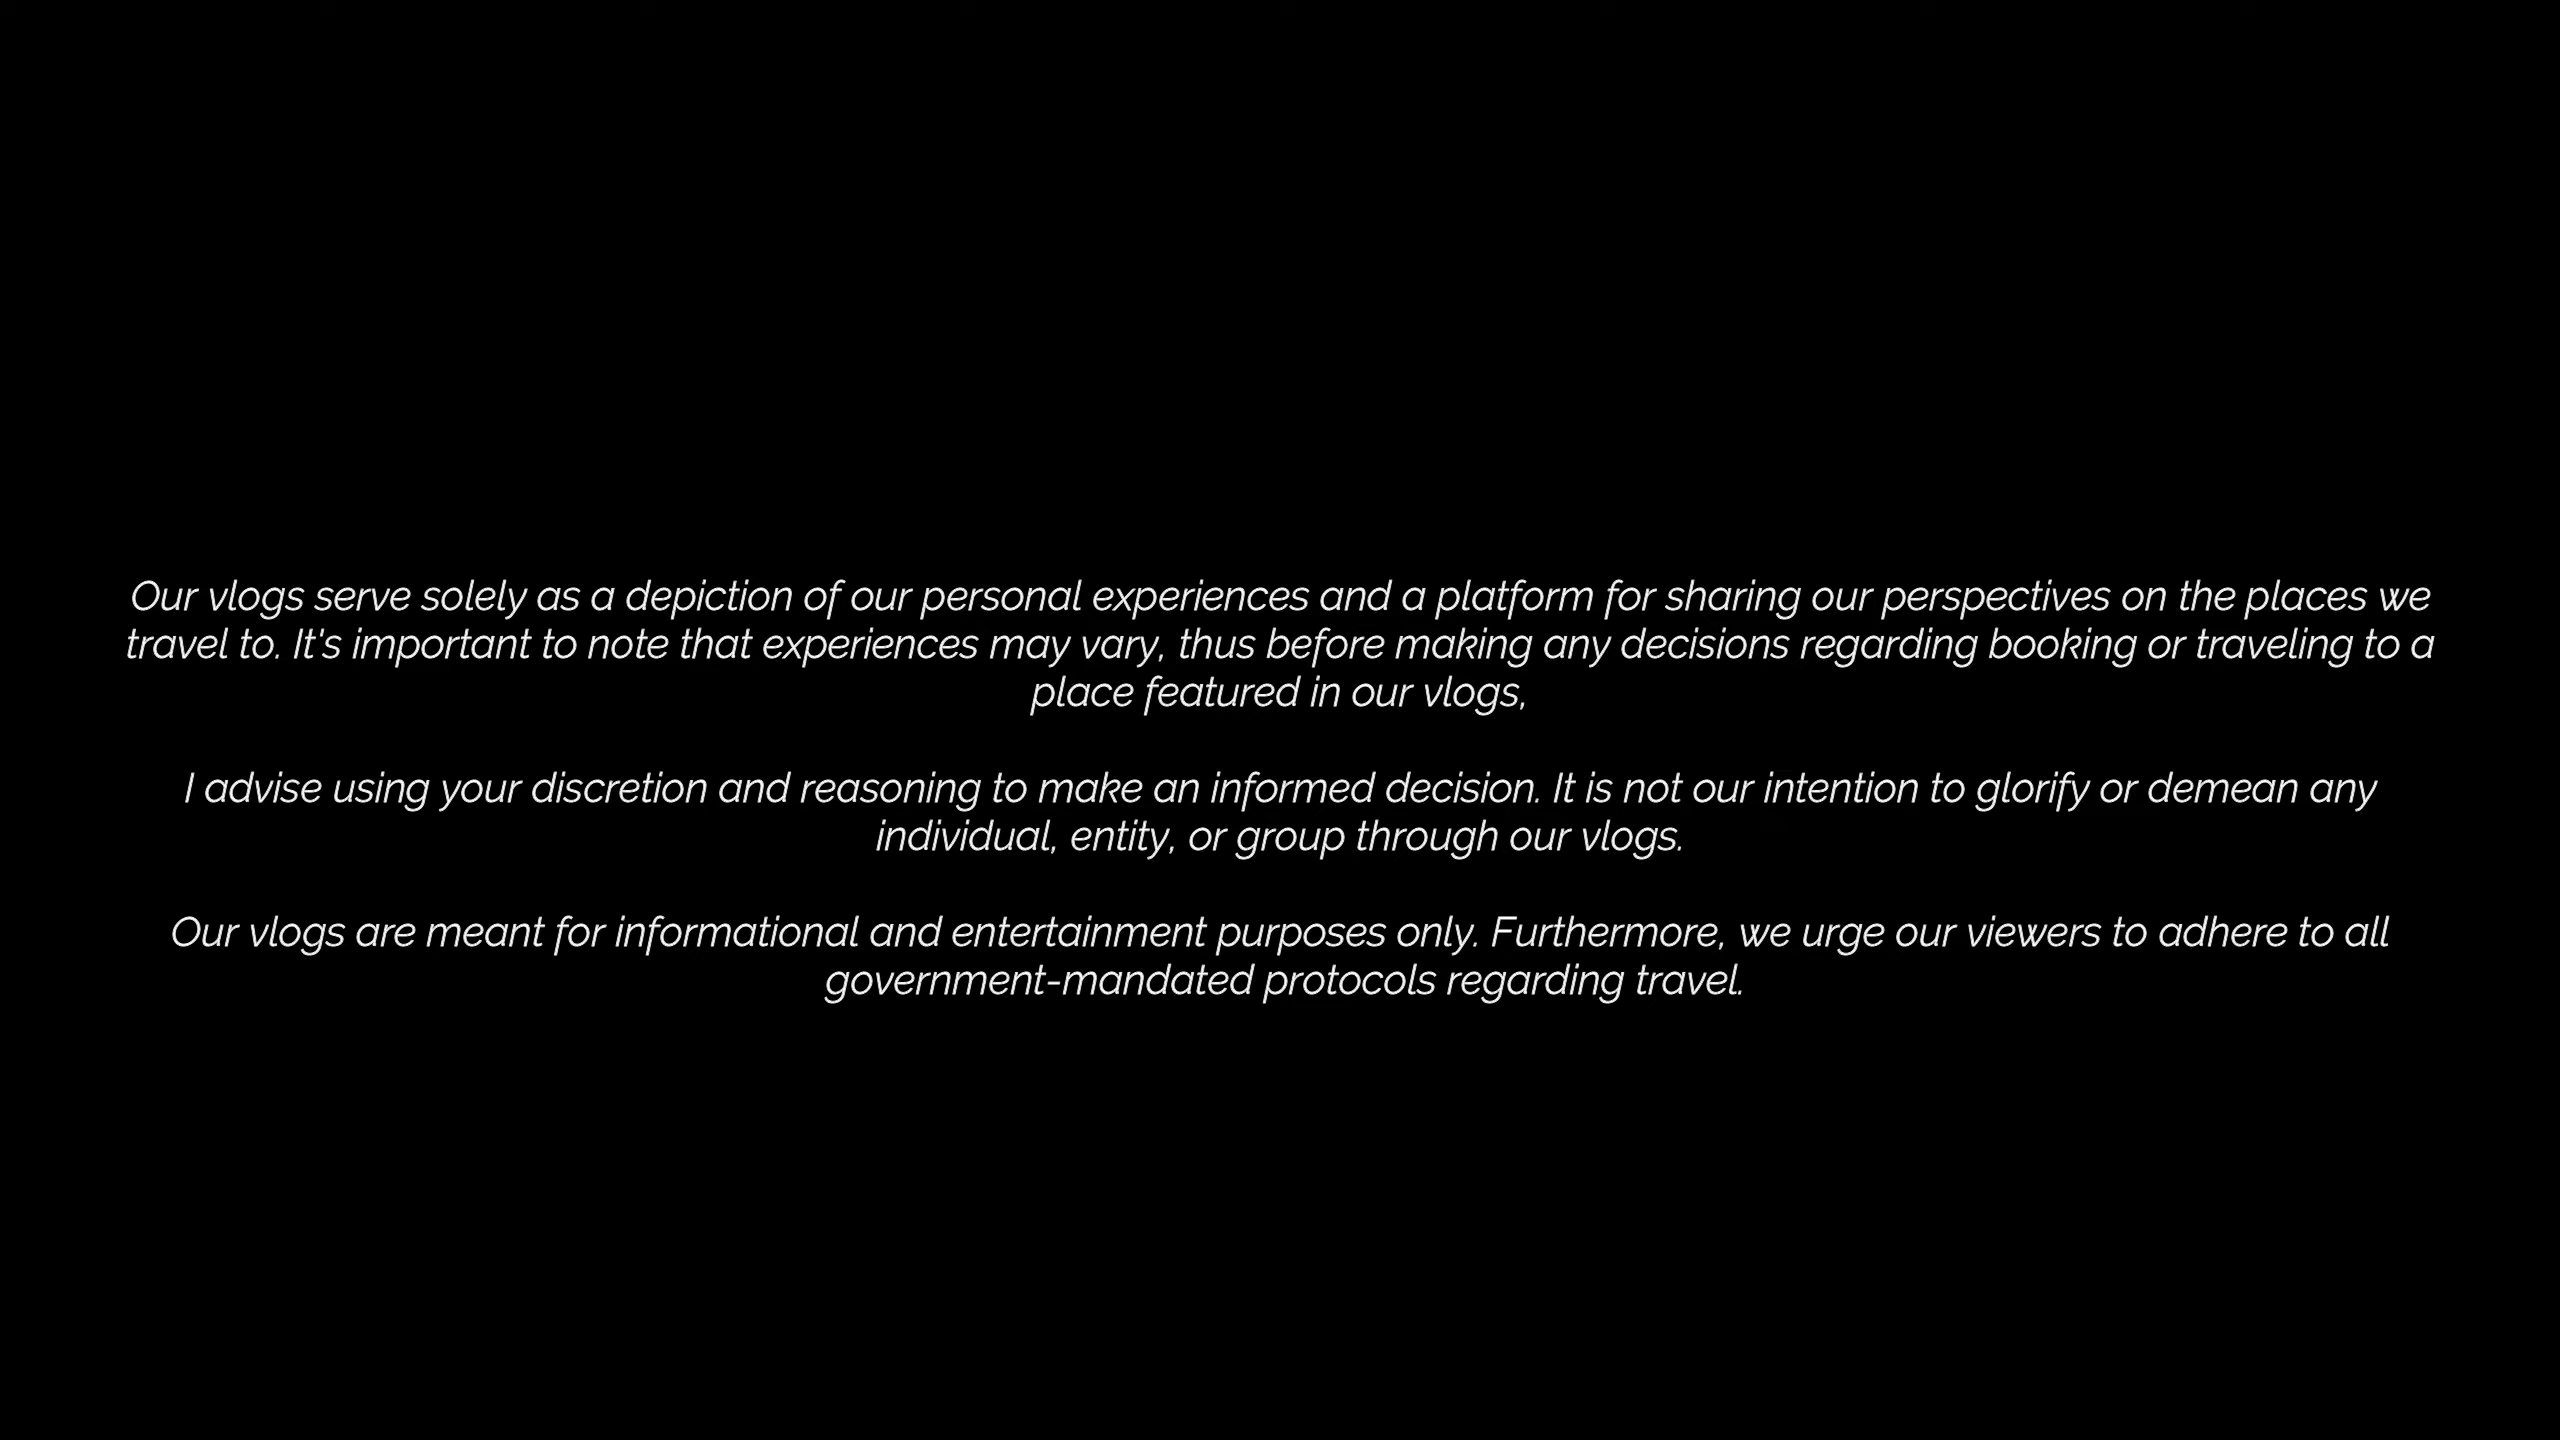 Our vlogs serve solely as a depiction of our personal experiences and a platform for sharing our perspectives on the places we
travel to. It's important to note that experiences may vary, thus before making any decisions regarding booking or traveling to a
place featured in our vlogs,
I advise using your discretion and reasoning to make an informed decision. It is not our intention to glorify or demean any
individual, entity, or group through our vlogs.
Our vlogs are meant for informational and entertainment purposes only. Furthermore, we urge our viewers to adhere to all
government-mandated protocols regarding travel.